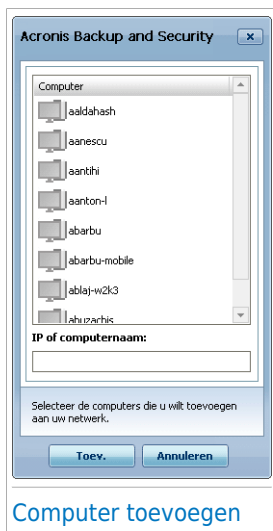 Acronis Backup and Security
Computer
aaldahash
aanescu
aantihi
aanton-l
abarbu
abarbu-mobile
ablaj-w2k3
abuzachis
IP of computernaam:
Selecteer de computers die u wilt toevoegen
aan uw netwerk.
Toev. Annuleren
Computer toevoegen